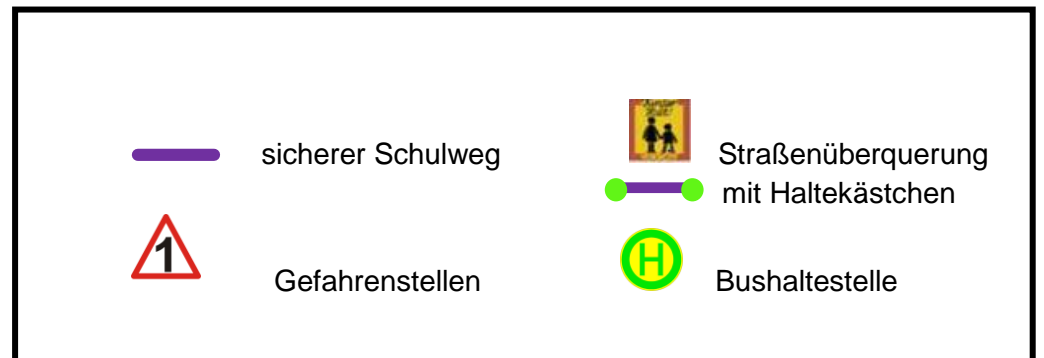 sicherer Schulweg
Straßenüberquerung
mit Haltekästchen
1
Gefahrenstellen
H
Bushaltestelle